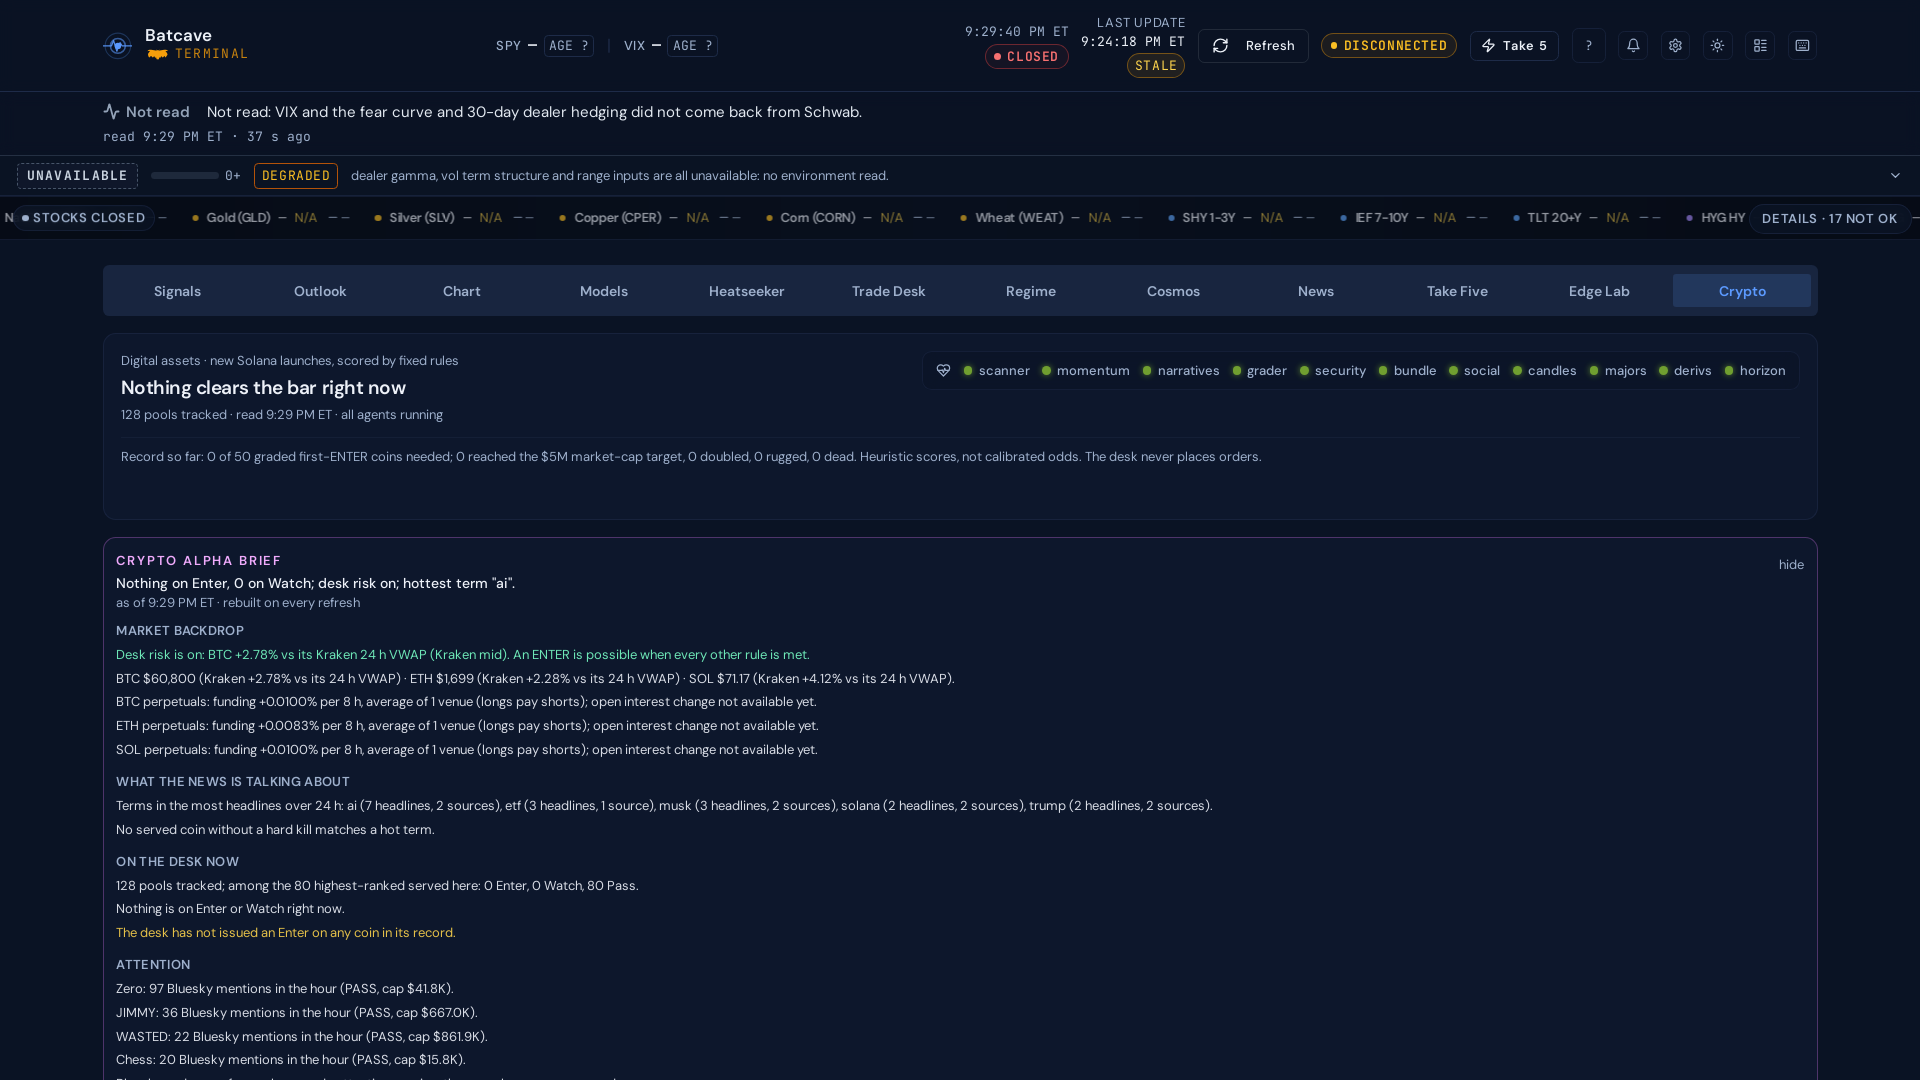 Batcave
TERMINAL
SPY — AGE ? | VIX — AGE ?
9:29:40 PM ET
CLOSED
LAST UPDATE
9:24:18 PM ET
STALE
Refresh
DISCONNECTED
Take 5
?
Not read Not read: VIX and the fear curve and 30-day dealer hedging did not come back from Schwab.
read 9:29 PM ET · 37 s ago
UNAVAILABLE 0+ DEGRADED dealer gamma, vol term structure and range inputs are all unavailable: no environment read.
N STOCKS CLOSED — Gold (GLD) — N/A — — Silver (SLV) — N/A — — Copper (CPER) — N/A — — Corn (CORN) — N/A — — Wheat (WEAT) — N/A — — SHY 1-3Y — N/A — — IEF 7-10Y — N/A — — TLT 20+Y — N/A — — HYG HY DETAILS · 17 NOT OK —
Signals Outlook Chart Models Heatseeker Trade Desk Regime Cosmos News Take Five Edge Lab Crypto
Digital assets · new Solana launches, scored by fixed rules
Nothing clears the bar right now
128 pools tracked · read 9:29 PM ET · all agents running
scanner momentum narratives grader security bundle social candles majors derivs horizon
Record so far: 0 of 50 graded first-ENTER coins needed; 0 reached the $5M market-cap target, 0 doubled, 0 rugged, 0 dead. Heuristic scores, not calibrated odds. The desk never places orders.
CRYPTO ALPHA BRIEF
hide
Nothing on Enter, 0 on Watch; desk risk on; hottest term "ai".
as of 9:29 PM ET · rebuilt on every refresh
MARKET BACKDROP
Desk risk is on: BTC +2.78% vs its Kraken 24 h VWAP (Kraken mid). An ENTER is possible when every other rule is met.
BTC $60,800 (Kraken +2.78% vs its 24 h VWAP) · ETH $1,699 (Kraken +2.28% vs its 24 h VWAP) · SOL $71.17 (Kraken +4.12% vs its 24 h VWAP).
BTC perpetuals: funding +0.0100% per 8 h, average of 1 venue (longs pay shorts); open interest change not available yet.
ETH perpetuals: funding +0.0083% per 8 h, average of 1 venue (longs pay shorts); open interest change not available yet.
SOL perpetuals: funding +0.0100% per 8 h, average of 1 venue (longs pay shorts); open interest change not available yet.
WHAT THE NEWS IS TALKING ABOUT
Terms in the most headlines over 24 h: ai (7 headlines, 2 sources), etf (3 headlines, 1 source), musk (3 headlines, 2 sources), solana (2 headlines, 2 sources), trump (2 headlines, 2 sources).
No served coin without a hard kill matches a hot term.
ON THE DESK NOW
128 pools tracked; among the 80 highest-ranked served here: 0 Enter, 0 Watch, 80 Pass.
Nothing is on Enter or Watch right now.
The desk has not issued an Enter on any coin in its record.
ATTENTION
Zero: 97 Bluesky mentions in the hour (PASS, cap $41.8K).
JIMMY: 36 Bluesky mentions in the hour (PASS, cap $667.0K).
WASTED: 22 Bluesky mentions in the hour (PASS, cap $861.9K).
Chess: 20 Bluesky mentions in the hour (PASS, cap $15.8K).